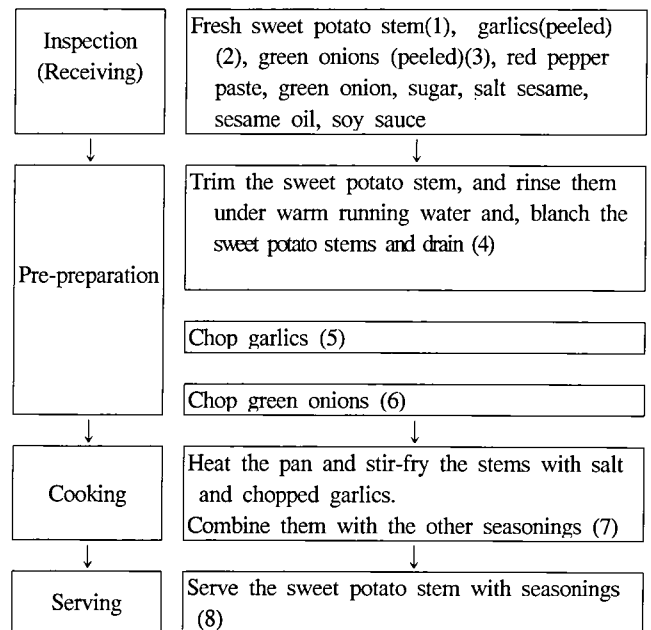 Inspection
(Receiving)
Fresh sweet potato stem(1), garlics(peeled)
(2), green onions (peeled)(3), red pepper
paste, green onion, sugar, salt sesame,
sesame oil, soy sauce
Pre-preparation
Trim the sweet potato stem, and rinse them
under warm running water and, blanch the
sweet potato stems and drain (4)
Chop garlics (5)
Chop green onions (6)
Cooking
Heat the pan and stir-fry the stems with salt
and chopped garlics.
Combine them with the other seasonings (7)
Serving
Serve the sweet potato stem with seasonings
(8)